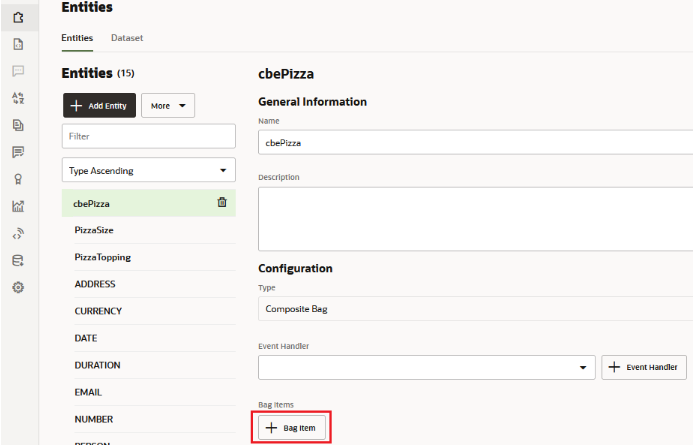 Entities
Entities Dataset
Entities (15)
+ Add Entity More
Filter
Type Ascending
cbePizza
PizzaSize
PizzaTopping
ADDRESS
CURRENCY
DATE
DURATION
EMAIL
NUMBER
PERSON
cbePizza
General Information
Name
cbePizza
Description
Configuration
Type
Composite Bag
Event Handler
+ Event Handler
Bag Items
+ Bag Item